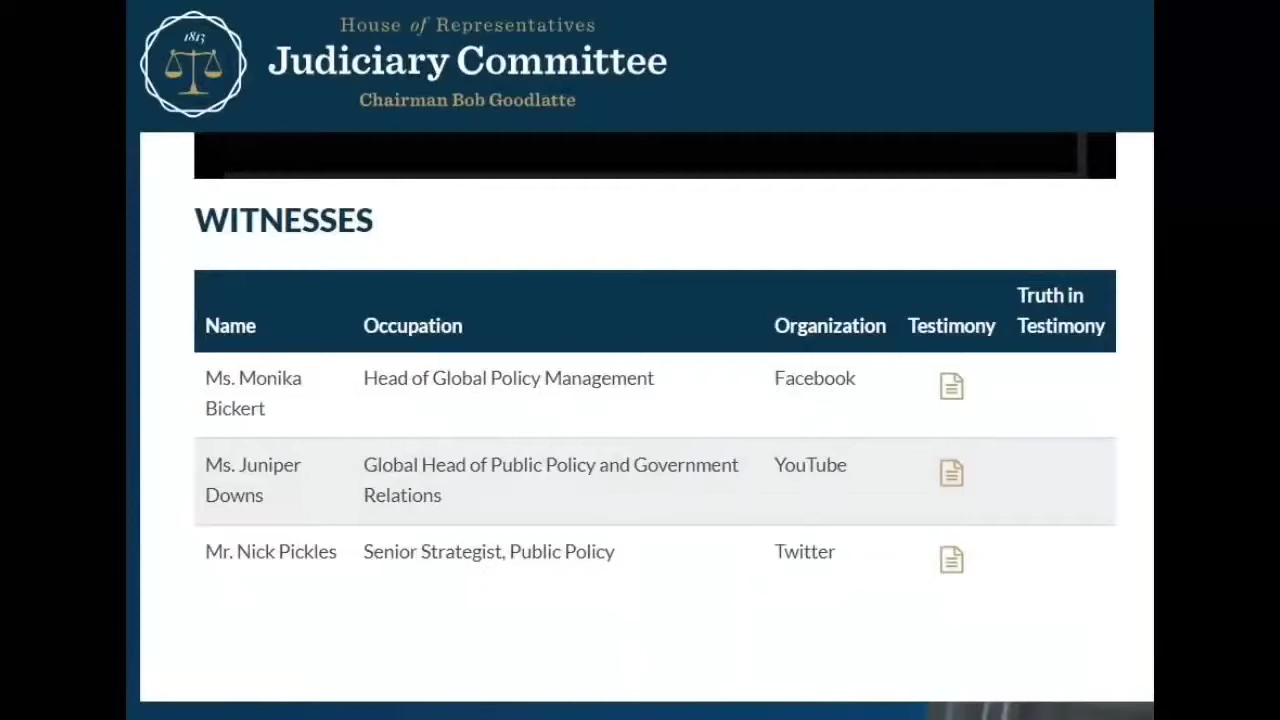 1813
House of Representatives
Judiciary Committee
Chairman Bob Goodlatte
WITNESSES
Truth in
Name Occupation Organization Testimony Testimony
Ms. Monika Head of Global Policy Management Facebook
Bickert
Ms. Juniper Global Head of Public Policy and Government YouTube
Downs Relations
Mr. Nick Pickles Senior Strategist, Public Policy Twitter